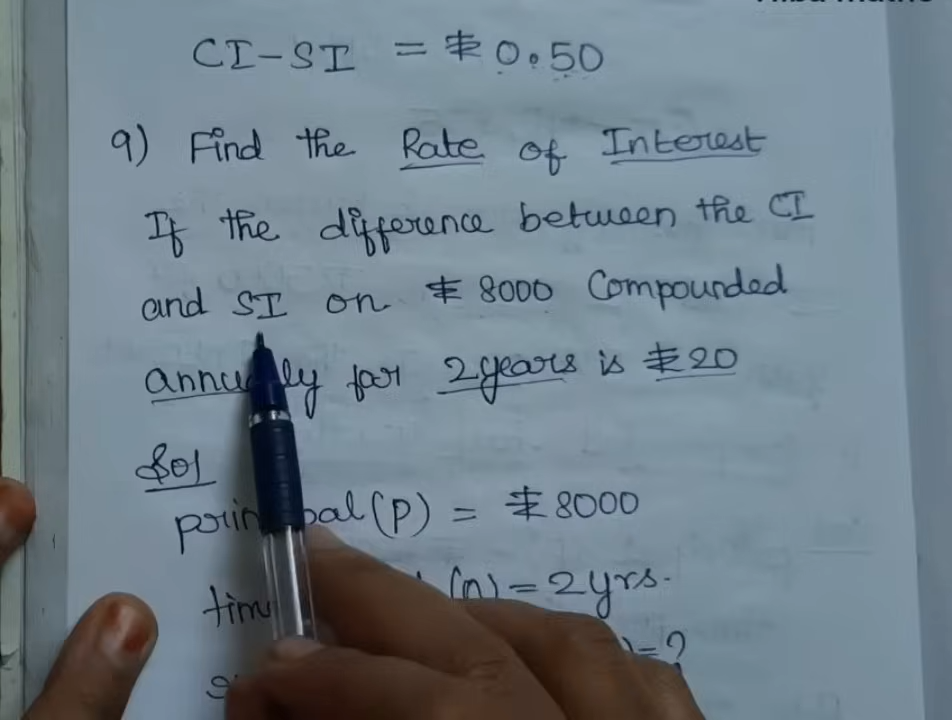 CI-SI = ₹ 0.50
9) Find the Rate of Interest
If the difference between the CI
and SI on ₹ 8000 Compounded
annually for 2years is ₹20
Sol
principal (P) = ₹ 8000
(n) = 2yrs.
= ?